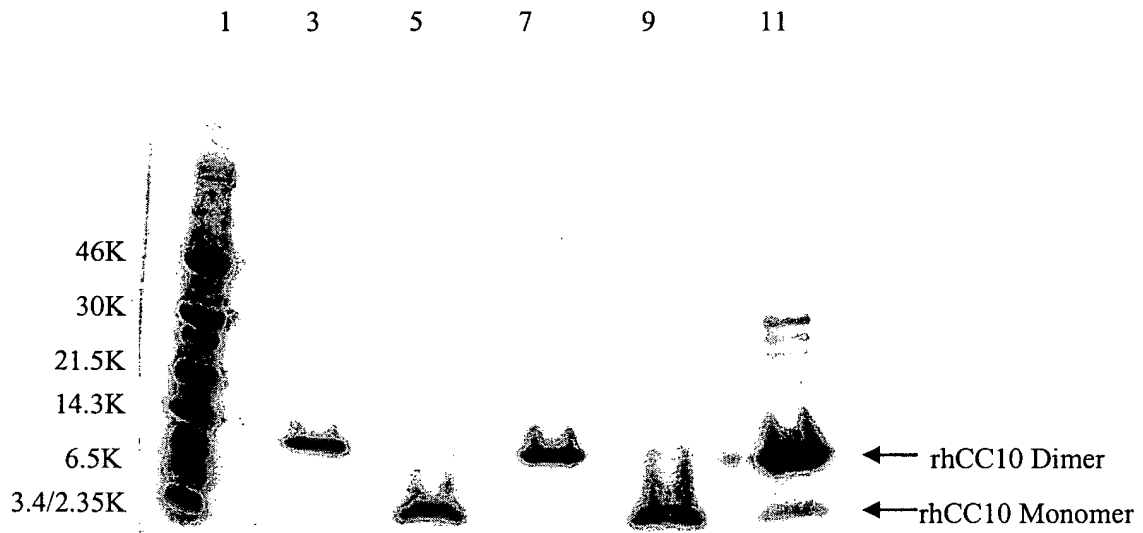 1 3 5 7 9 11
46K
30K
21.5K
14.3K
6.5K
rhCC10 Dimer
3.4/2.35K
rhCC10 Monomer